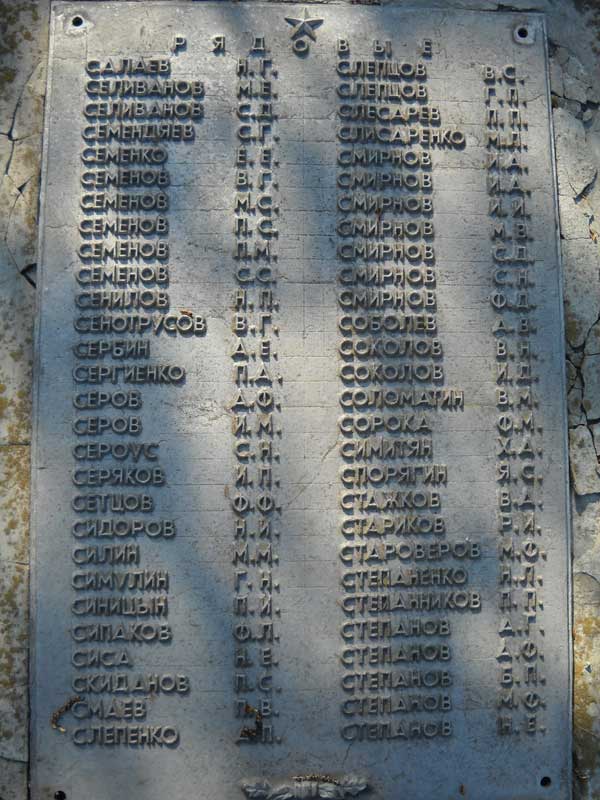 РЯДОВЫЕ
САЛАЕВ Н.Г.
СЕЛИВАНОВ М.Е.
СЕЛИВАНОВ С.Д.
СЕМЕНДЯЕВ С.Г.
СЕМЕНКО Е.Е.
СЕМЕНОВ В.Г.
СЕМЕНОВ М.С.
СЕМЕНОВ П.С.
СЕМЕНОВ П.М.
СЕМЕНОВ С.С.
СЕНИЛОВ Н.П.
СЕНОТРУСОВ В.Г.
СЕРБИН Д.Е.
СЕРГИЕНКО П.А.
СЕРОВ А.Ф.
СЕРОВ И.М.
СЕРОУС С.Н.
СЕРЯКОВ И.П.
СЕТЦОВ Ф.Ф.
СИДОРОВ Н.И.
СИЛИН М.М.
СИМУЛИН Г.Н.
СИНИЦЫН П.И.
СИПАКОВ Ф.Л.
СИСА Н.Е.
СКИДАНОВ П.С.
СМАЕВ П.В.
СЛЕПЕНКО Д.П.
СЛЕПЦОВ В.С.
СЛЕПЦОВ Г.П.
СЛЕСАРЕВ П.П.
СЛИСАРЕНКО М.Л.
СМИРНОВ И.А.
СМИРНОВ И.Д.
СМИРНОВ И.И.
СМИРНОВ М.В.
СМИРНОВ С.Д.
СМИРНОВ С.Н.
СМИРНОВ Ф.Д.
СОБОЛЕВ А.В.
СОКОЛОВ В.Н.
СОКОЛОВ И.Д.
СОЛОМАГИН В.М.
СОРОКА Ф.М.
СИМИТЯН Х.А.
СПОРЯГИН Я.С.
СТАЖКОВ В.А.
СТАРИКОВ Р.И.
СТАРОВЕРОВ М.Ф.
СТЕПАНЕНКО Н.Л.
СТЕПАННИКОВ П.П.
СТЕПАНОВ А.Г.
СТЕПАНОВ А.Ф.
СТЕПАНОВ Б.П.
СТЕПАНОВ М.Ф.
СТЕПАНОВ Н.Е.